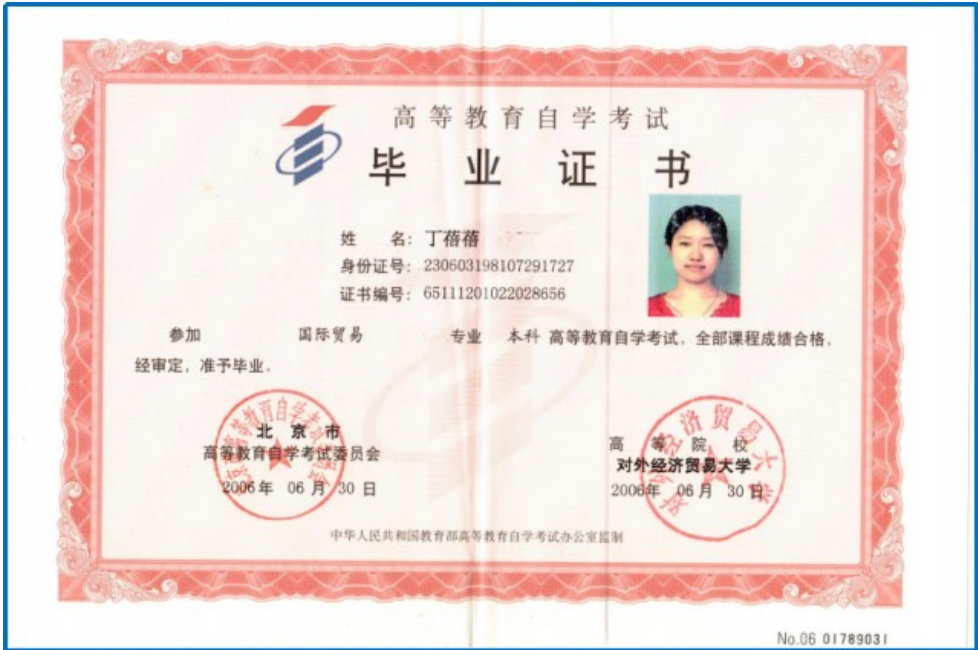 高等教育自学考试
毕业证书
姓 名: 丁蓓蓓
身份证号: 230603198107291727
证书编号: 65111201022028656
参加 国际贸易 专业 本科 高等教育自学考试，全部课程成绩合格，
经审定，准予毕业。
北京市
高等教育自学考试委员会
2006年 06月 30日
高等院校
对外经济贸易大学
2006年 06月 30日
中华人民共和国教育部高等教育自学考试办公室监制
No.06 01789031